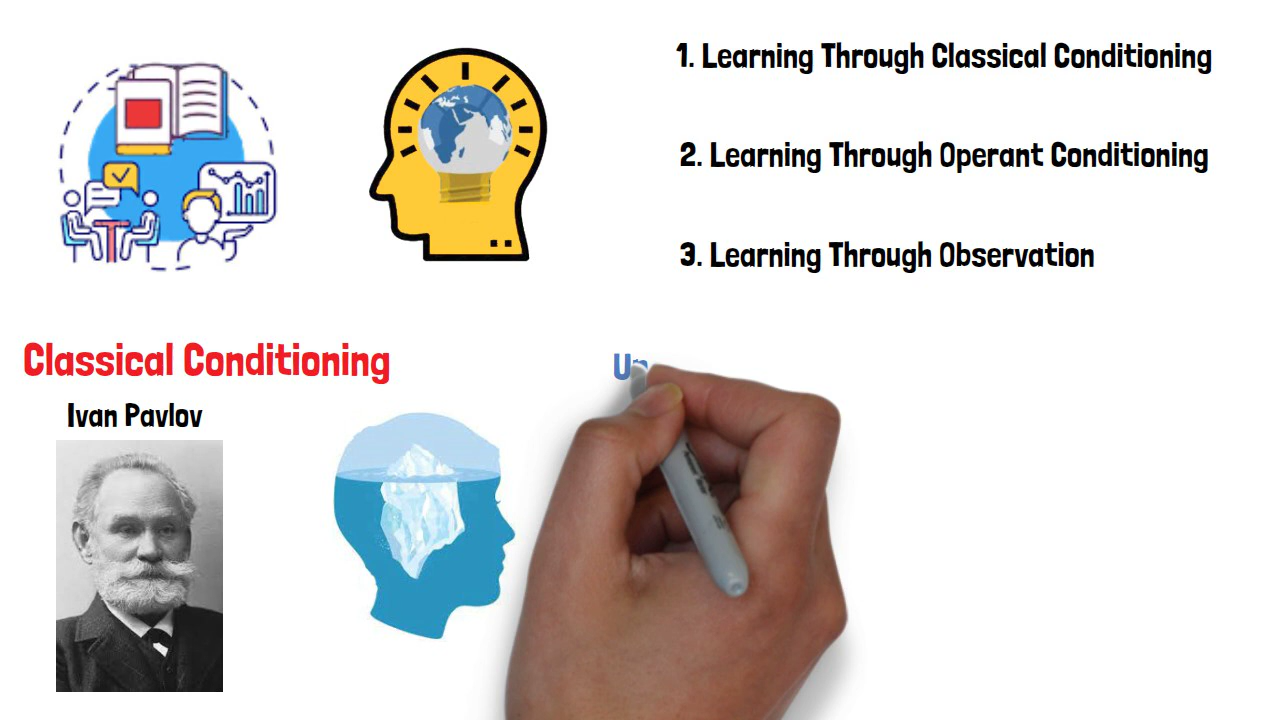 1. Learning Through Classical Conditioning
2. Learning Through Operant Conditioning
3. Learning Through Observation
Classical Conditioning
Ivan Pavlov